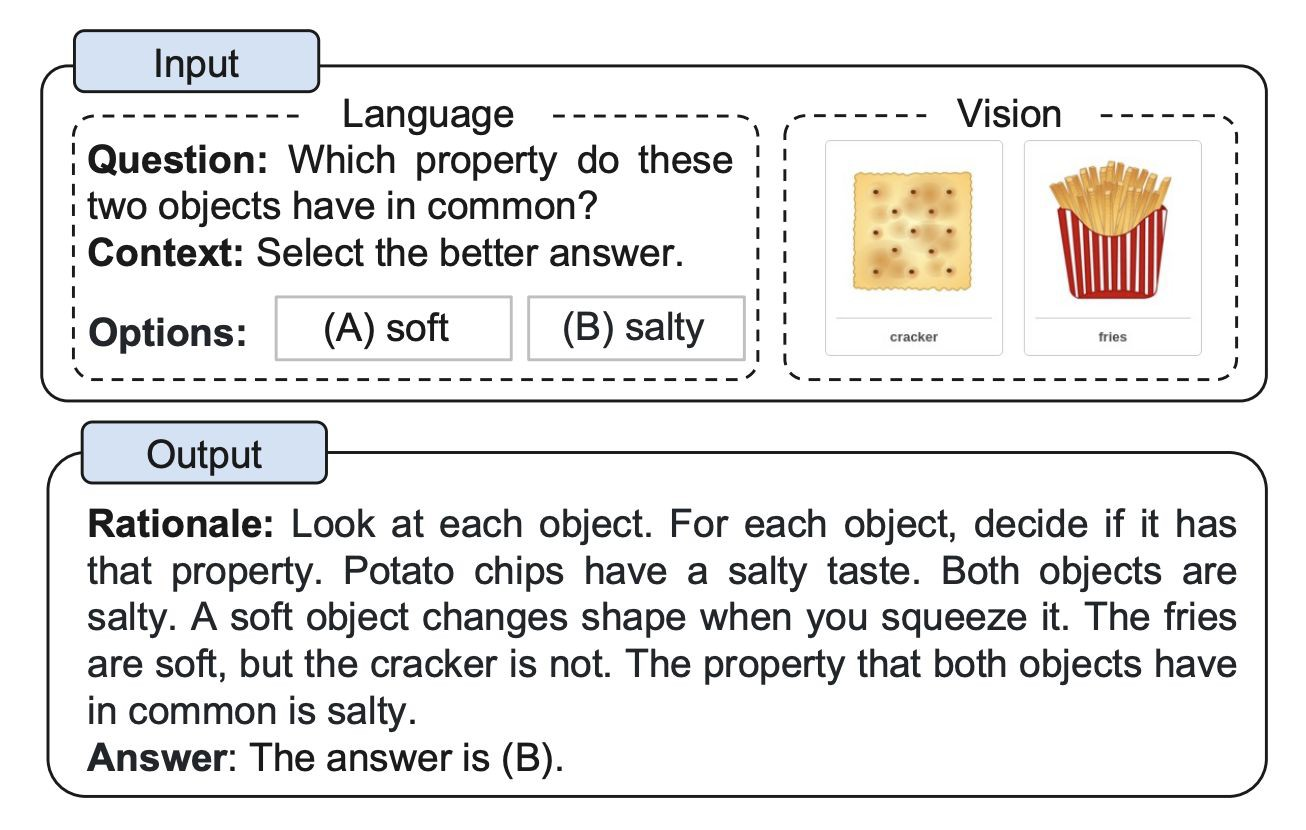 Input
Language
Question: Which property do these
two objects have in common?
Context: Select the better answer.
Options:
(A) soft
(B) salty
Vision
cracker
fries
Output
Rationale: Look at each object. For each object, decide if it has
that property. Potato chips have a salty taste. Both objects are
salty. A soft object changes shape when you squeeze it. The fries
are soft, but the cracker is not. The property that both objects have
in common is salty.
Answer: The answer is (B).